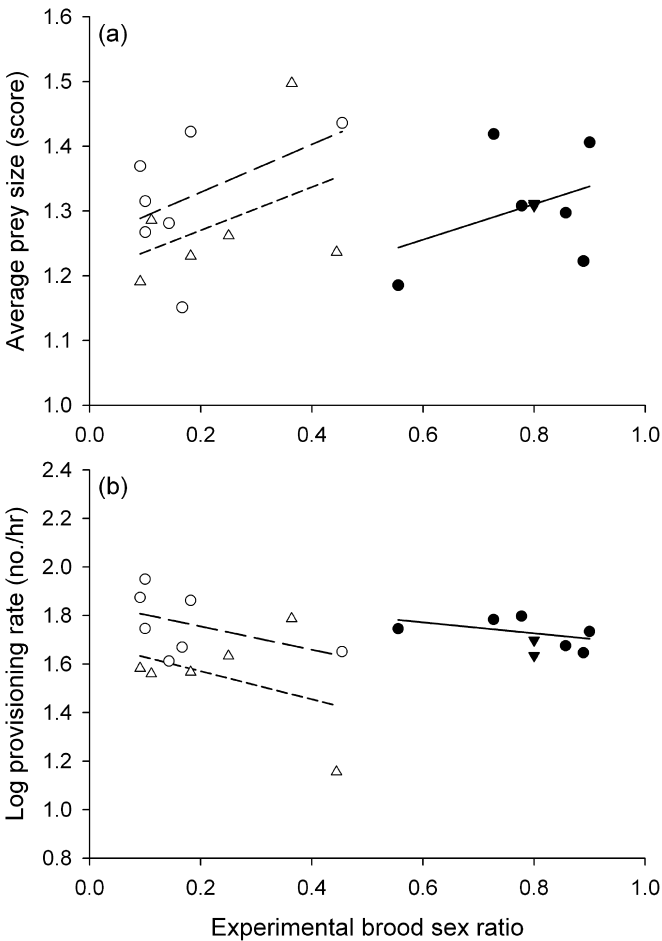 (a)
Average prey size (score)
1.6
1.5
1.4
1.3
1.2
1.1
1.0
0.0 0.2 0.4 0.6 0.8 1.0
(b)
Log provisioning rate (no./hr)
2.4
2.2
2.0
1.8
1.6
1.4
1.2
1.0
0.8
0.0 0.2 0.4 0.6 0.8 1.0
Experimental brood sex ratio